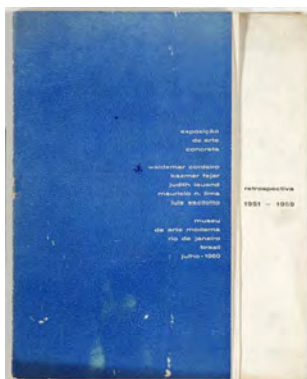 exposição
de arte
concreta
waldemar cordeiro
kazmer fejer
judith lauand
maurício n. lima
luis sacilotto
museu
de arte moderna
rio de janeiro
brasil
julho-1960
retrospectiva
1951 - 1959